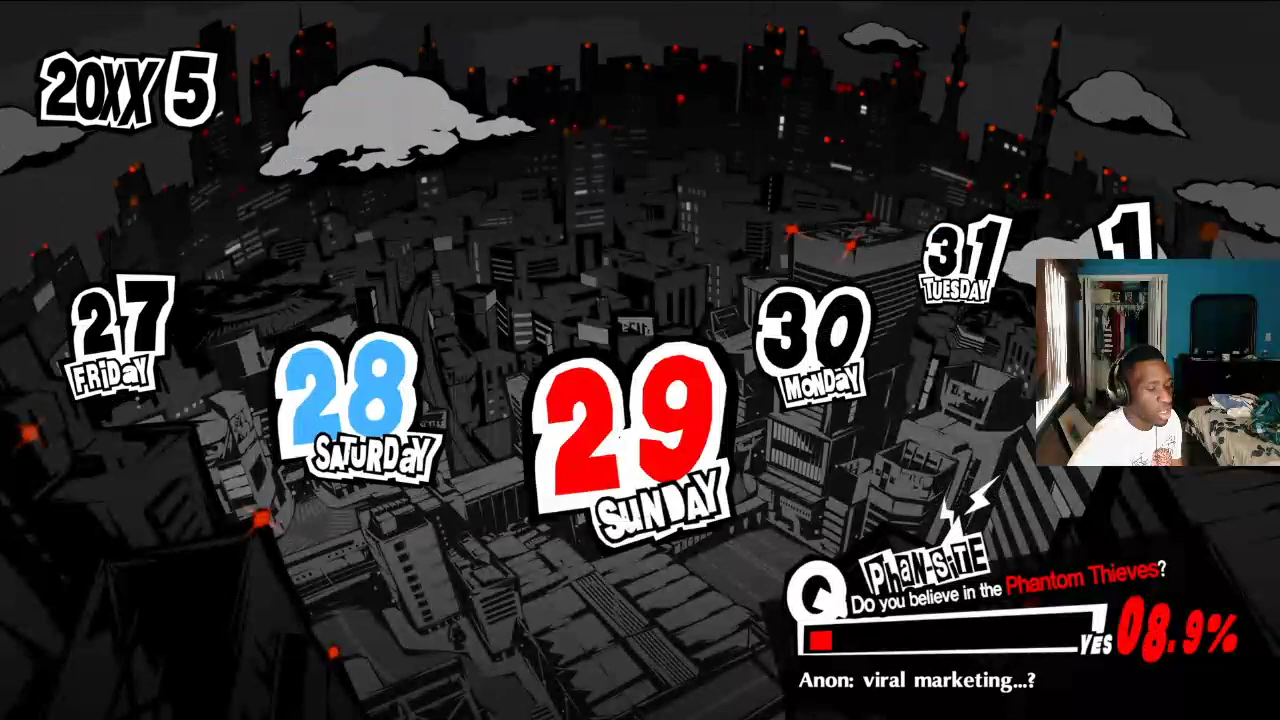 20XX 5
27
FRiDaY
28
SATURDaY
29
SUNDAY
30
MONDaY
31
TUESDAY
1
PhaN-SiTE
Q Do you believe in the Phantom Thieves?
YES 08.9%
Anon: viral marketing...?